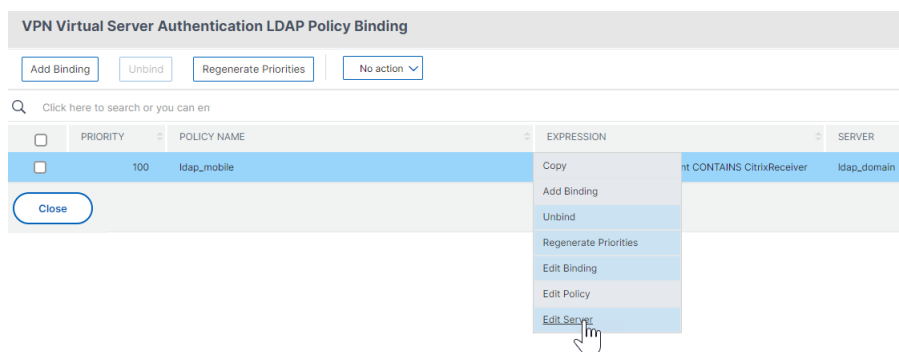 VPN Virtual Server Authentication LDAP Policy Binding
Add Binding Unbind Regenerate Priorities No action
Click here to search or you can en
PRIORITY POLICY NAME EXPRESSION SERVER
100 ldap_mobile nt CONTAINS CitrixReceiver ldap_domain
Copy
Add Binding
Close
Unbind
Regenerate Priorities
Edit Binding
Edit Policy
Edit Server